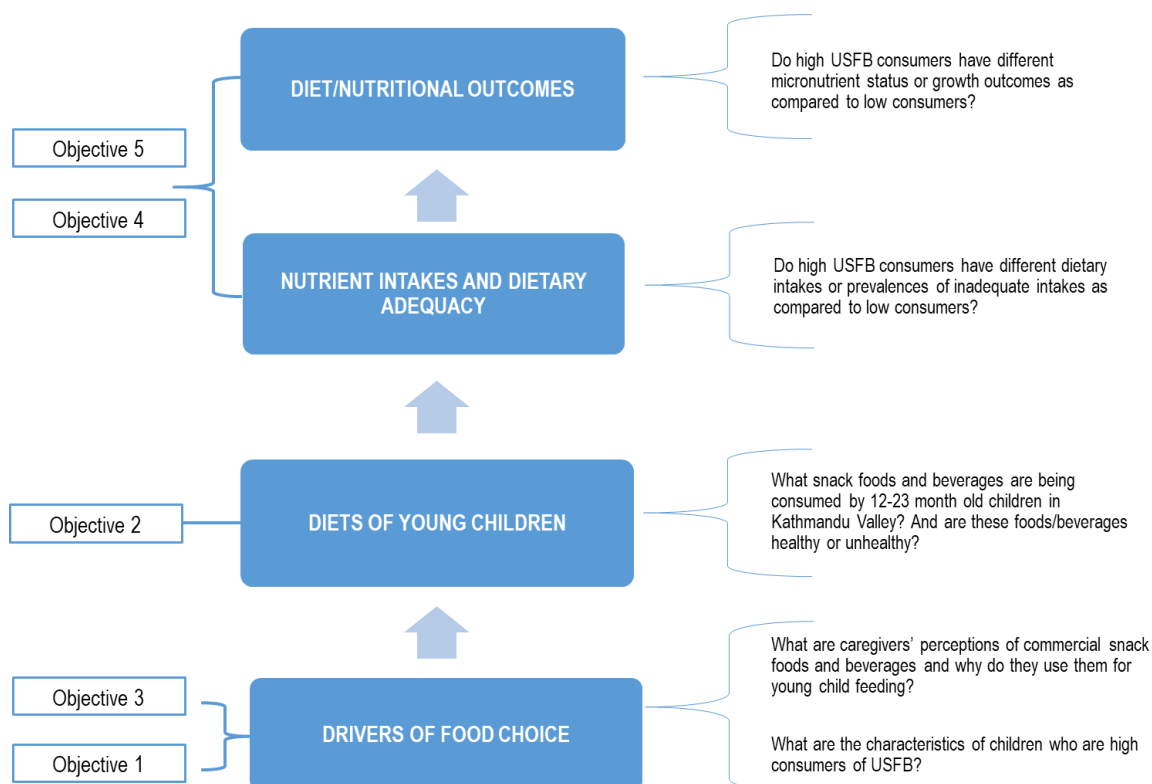 DIET/NUTRITIONAL OUTCOMES
Do high USFB consumers have different
micronutrient status or growth outcomes as
compared to low consumers?
Objective 5
Objective 4
NUTRIENT INTAKES AND DIETARY
ADEQUACY
Do high USFB consumers have different dietary
intakes or prevalences of inadequate intakes as
compared to low consumers?
Objective 2
DIETS OF YOUNG CHILDREN
What snack foods and beverages are being
consumed by 12-23 month old children in
Kathmandu Valley? And are these foods/beverages
healthy or unhealthy?
Objective 3
Objective 1
DRIVERS OF FOOD CHOICE
What are caregivers’ perceptions of commercial snack
foods and beverages and why do they use them for
young child feeding?
What are the characteristics of children who are high
consumers of USFB?